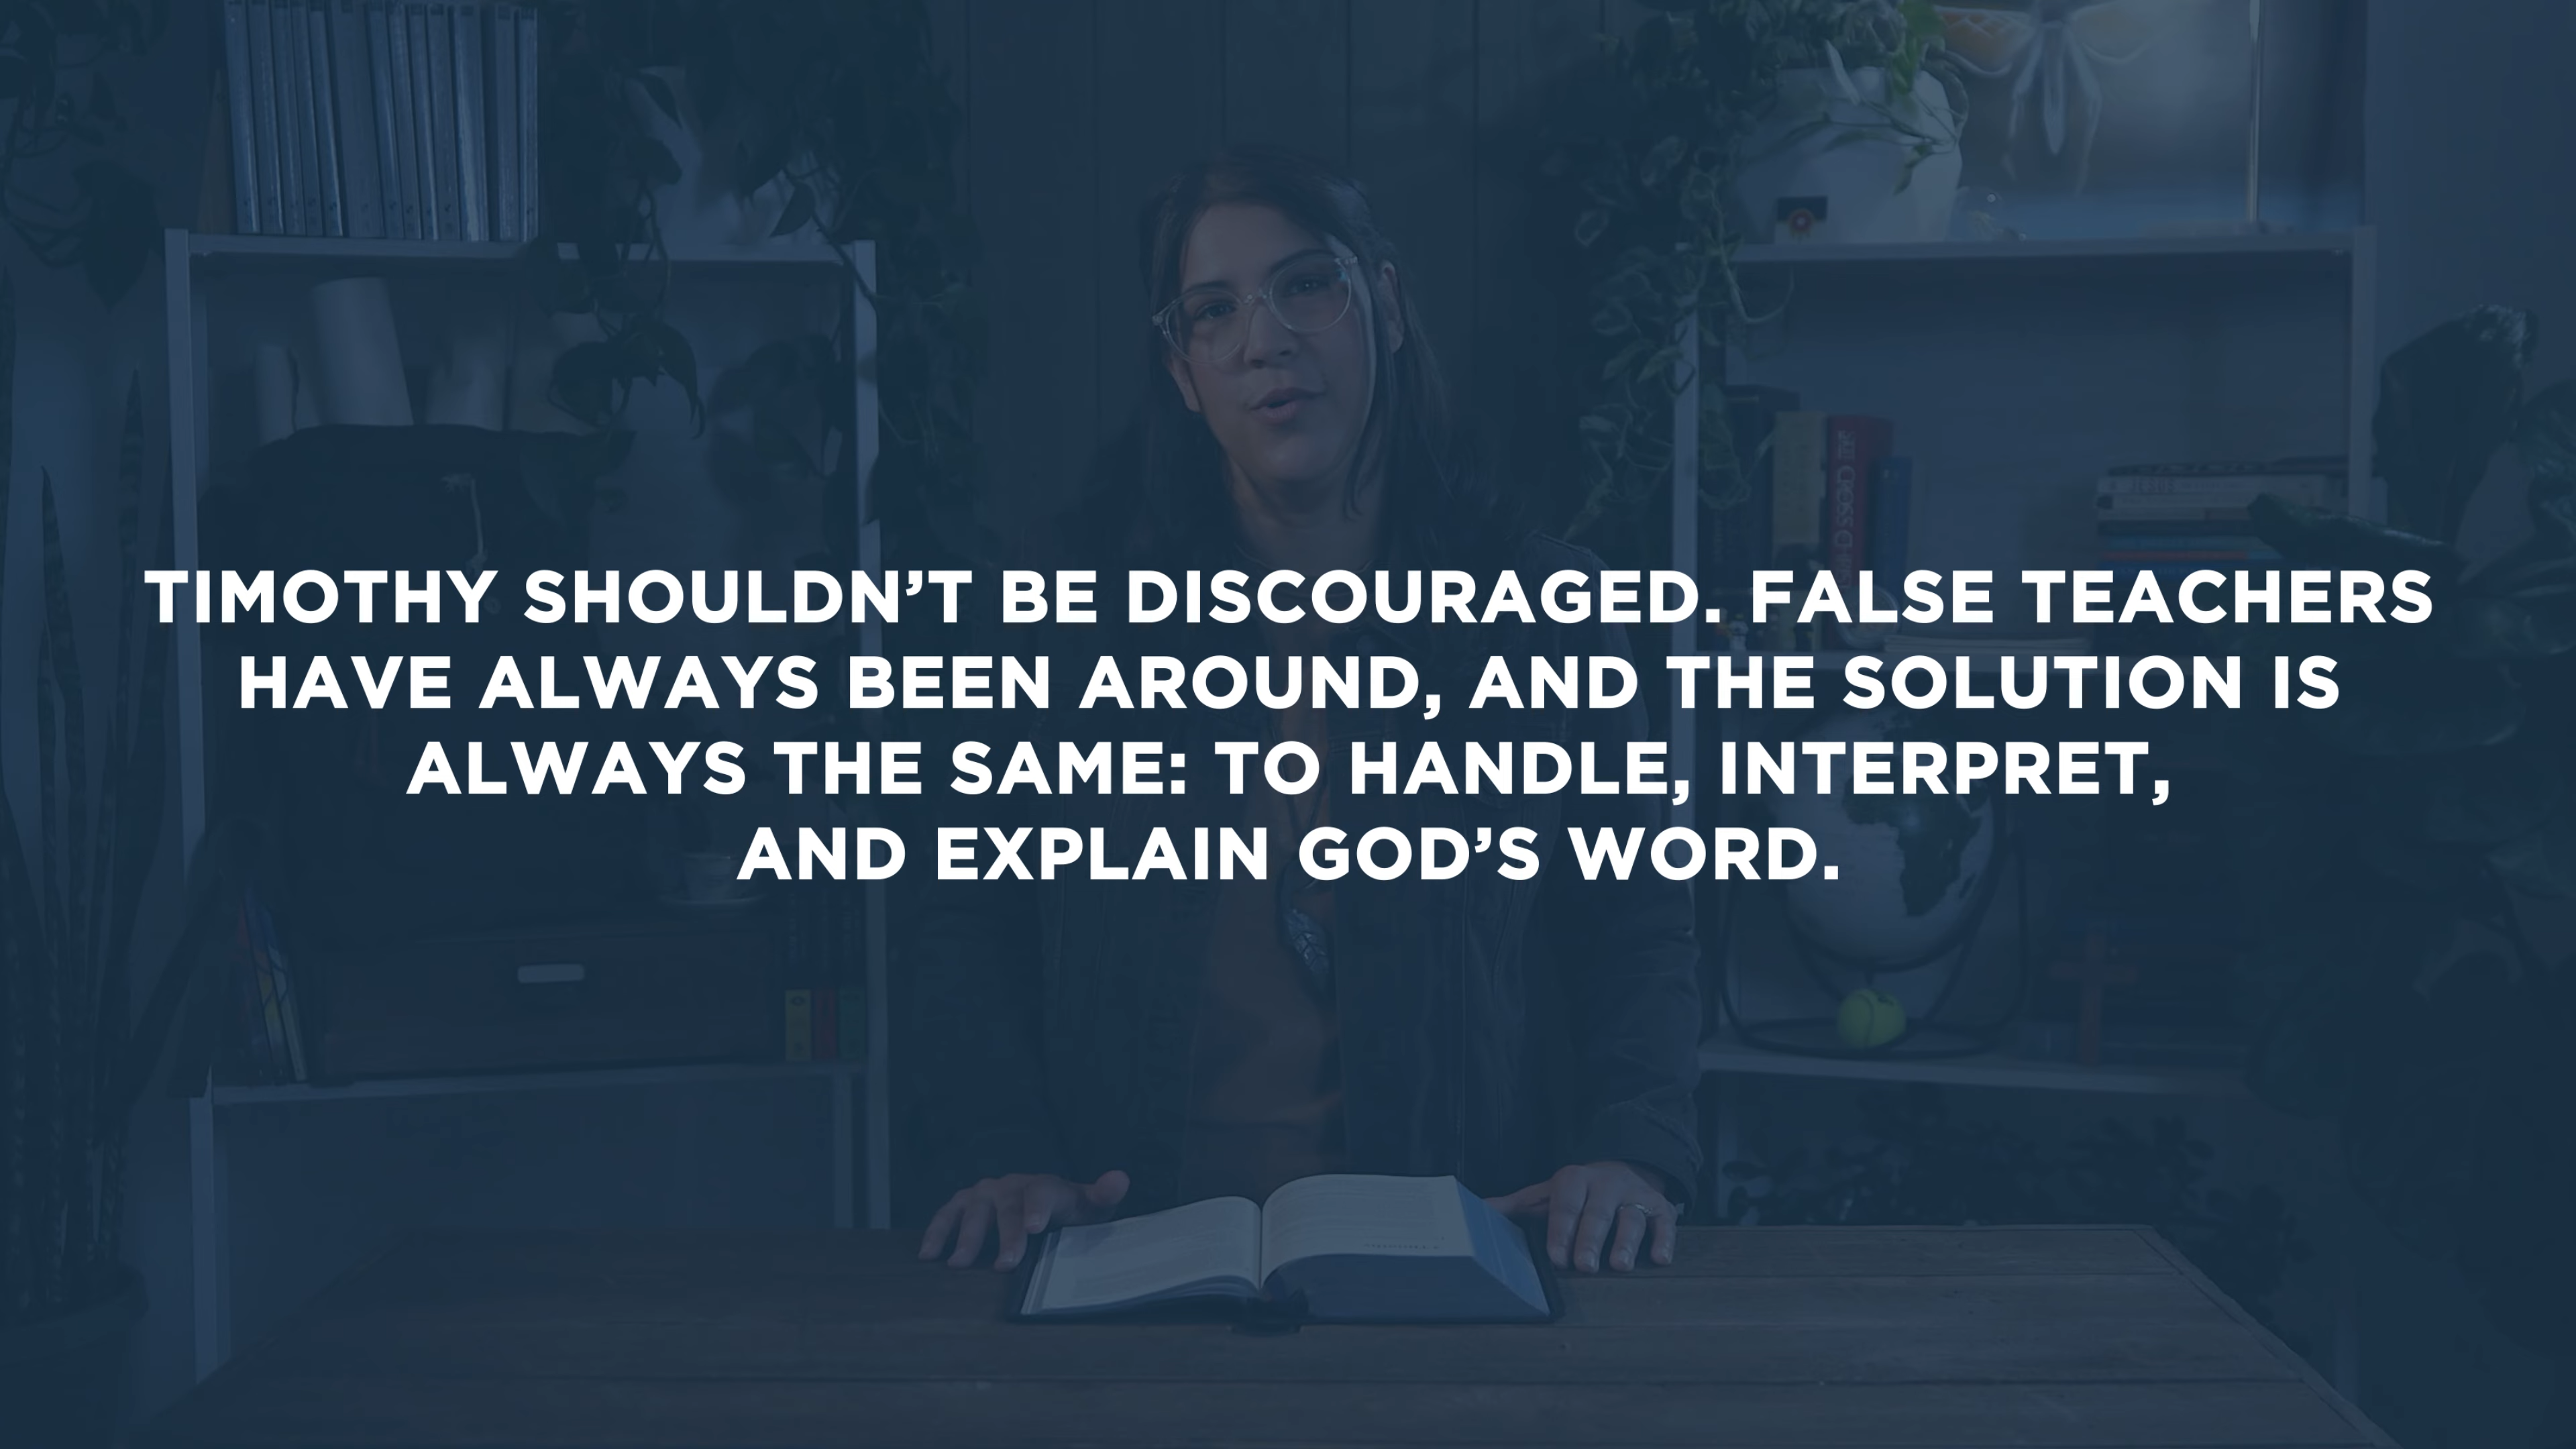 TIMOTHY SHOULDN’T BE DISCOURAGED. FALSE TEACHERS
HAVE ALWAYS BEEN AROUND, AND THE SOLUTION IS
ALWAYS THE SAME: TO HANDLE, INTERPRET,
AND EXPLAIN GOD’S WORD.